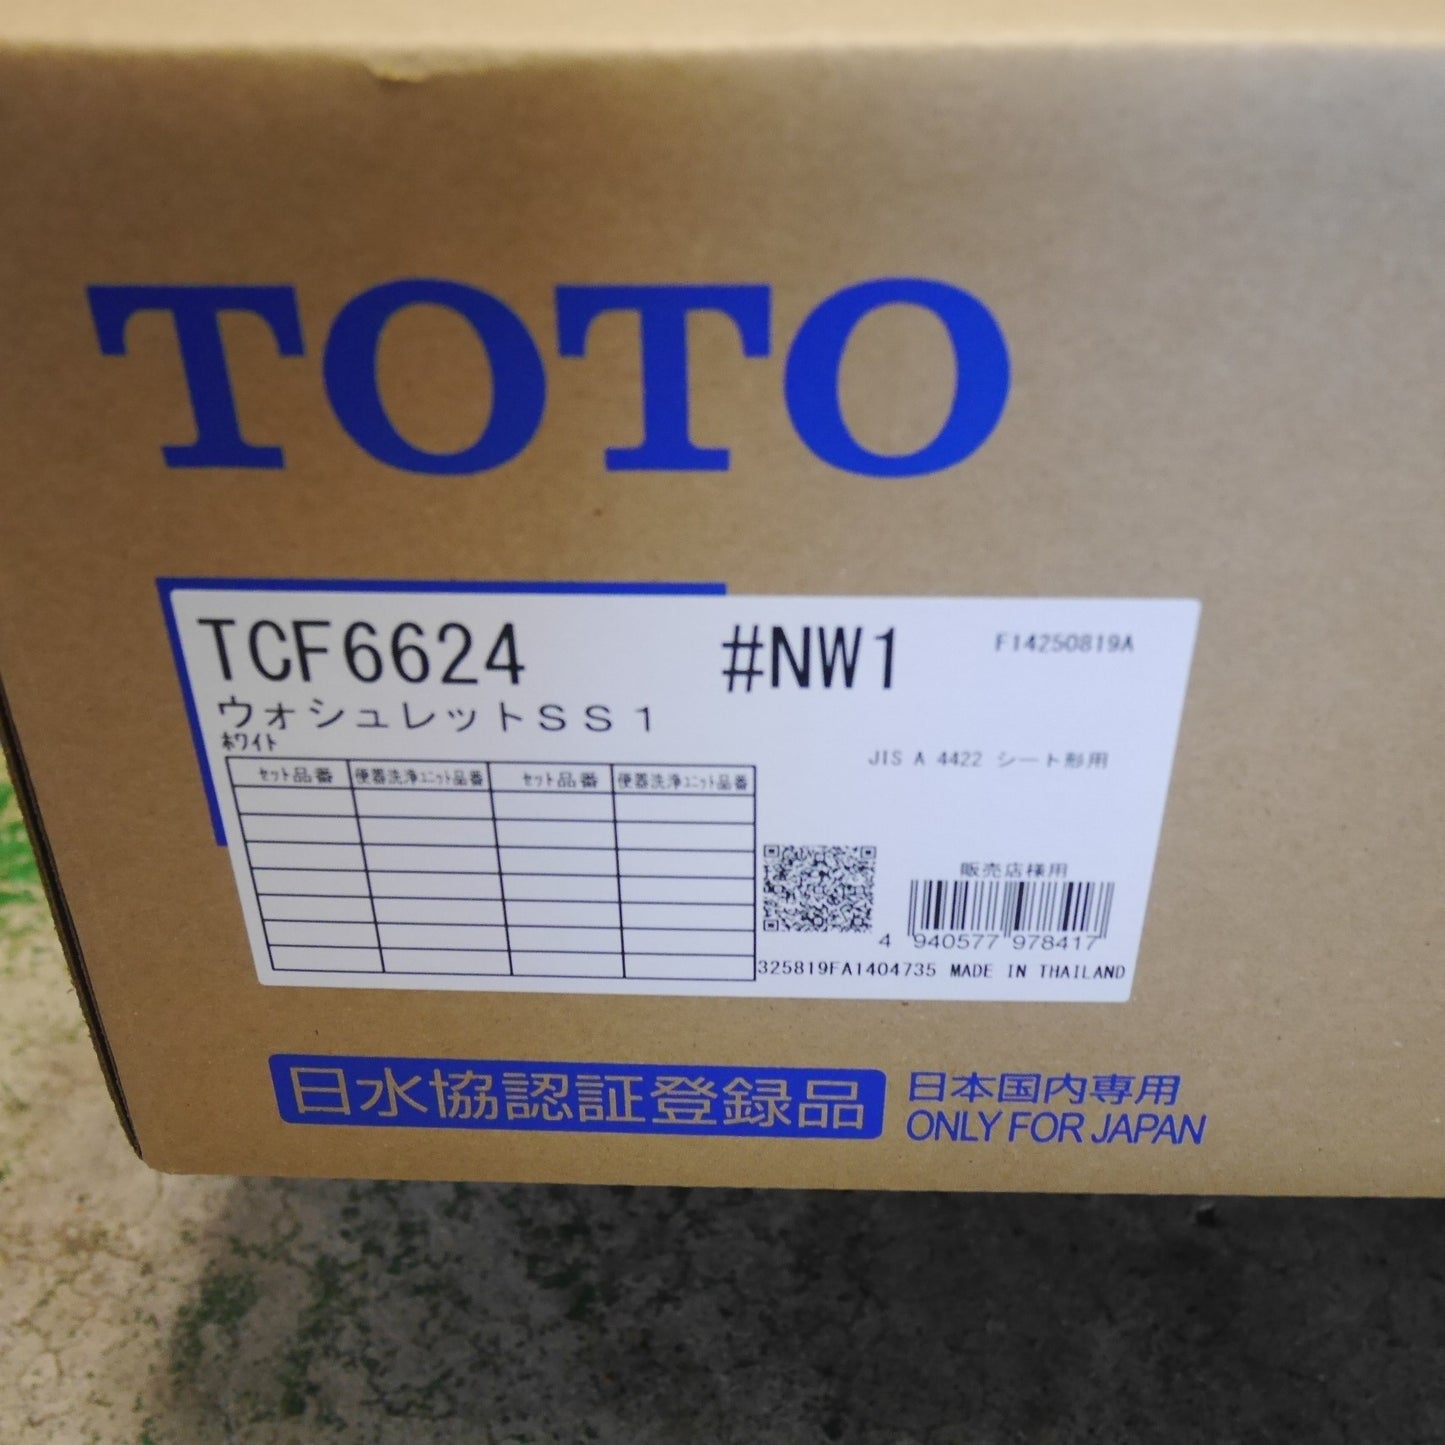 TOTO
TCF6624 #NW1 F14250819A
ウォシュレットＳＳ１
ﾎﾜｲﾄ
JIS A 4422 シート形用
ｾｯﾄ品番 便器洗浄ﾕﾆｯﾄ品番 ｾｯﾄ品番 便器洗浄ﾕﾆｯﾄ品番
販売店様用
4 940577 978417
325819FA1404735 MADE IN THAILAND
日水協認証登録品
日本国内専用
ONLY FOR JAPAN